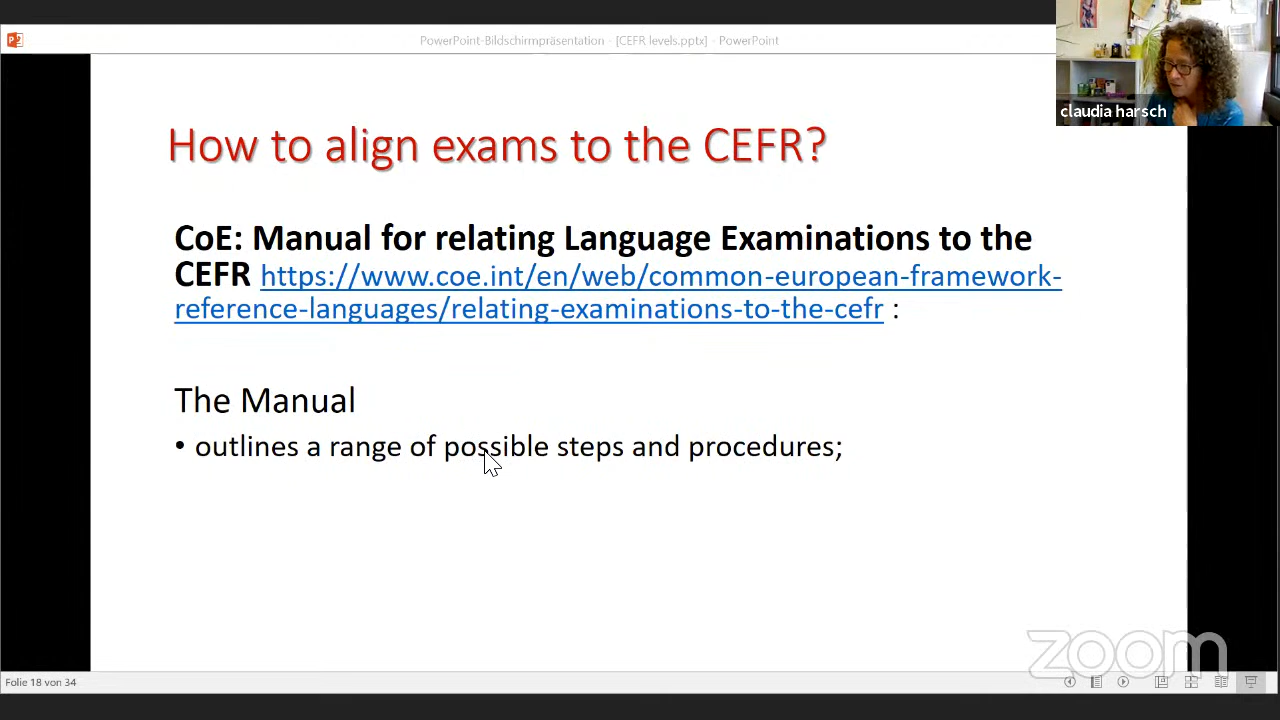 PowerPoint-Bildschirmpräsentation - [CEFR levels.pptx] - PowerPoint
claudia harsch
How to align exams to the CEFR?
CoE: Manual for relating Language Examinations to the
CEFR https://www.coe.int/en/web/common-european-framework-
reference-languages/relating-examinations-to-the-cefr :
The Manual
• outlines a range of possible steps and procedures;
zoom
Folie 18 von 34